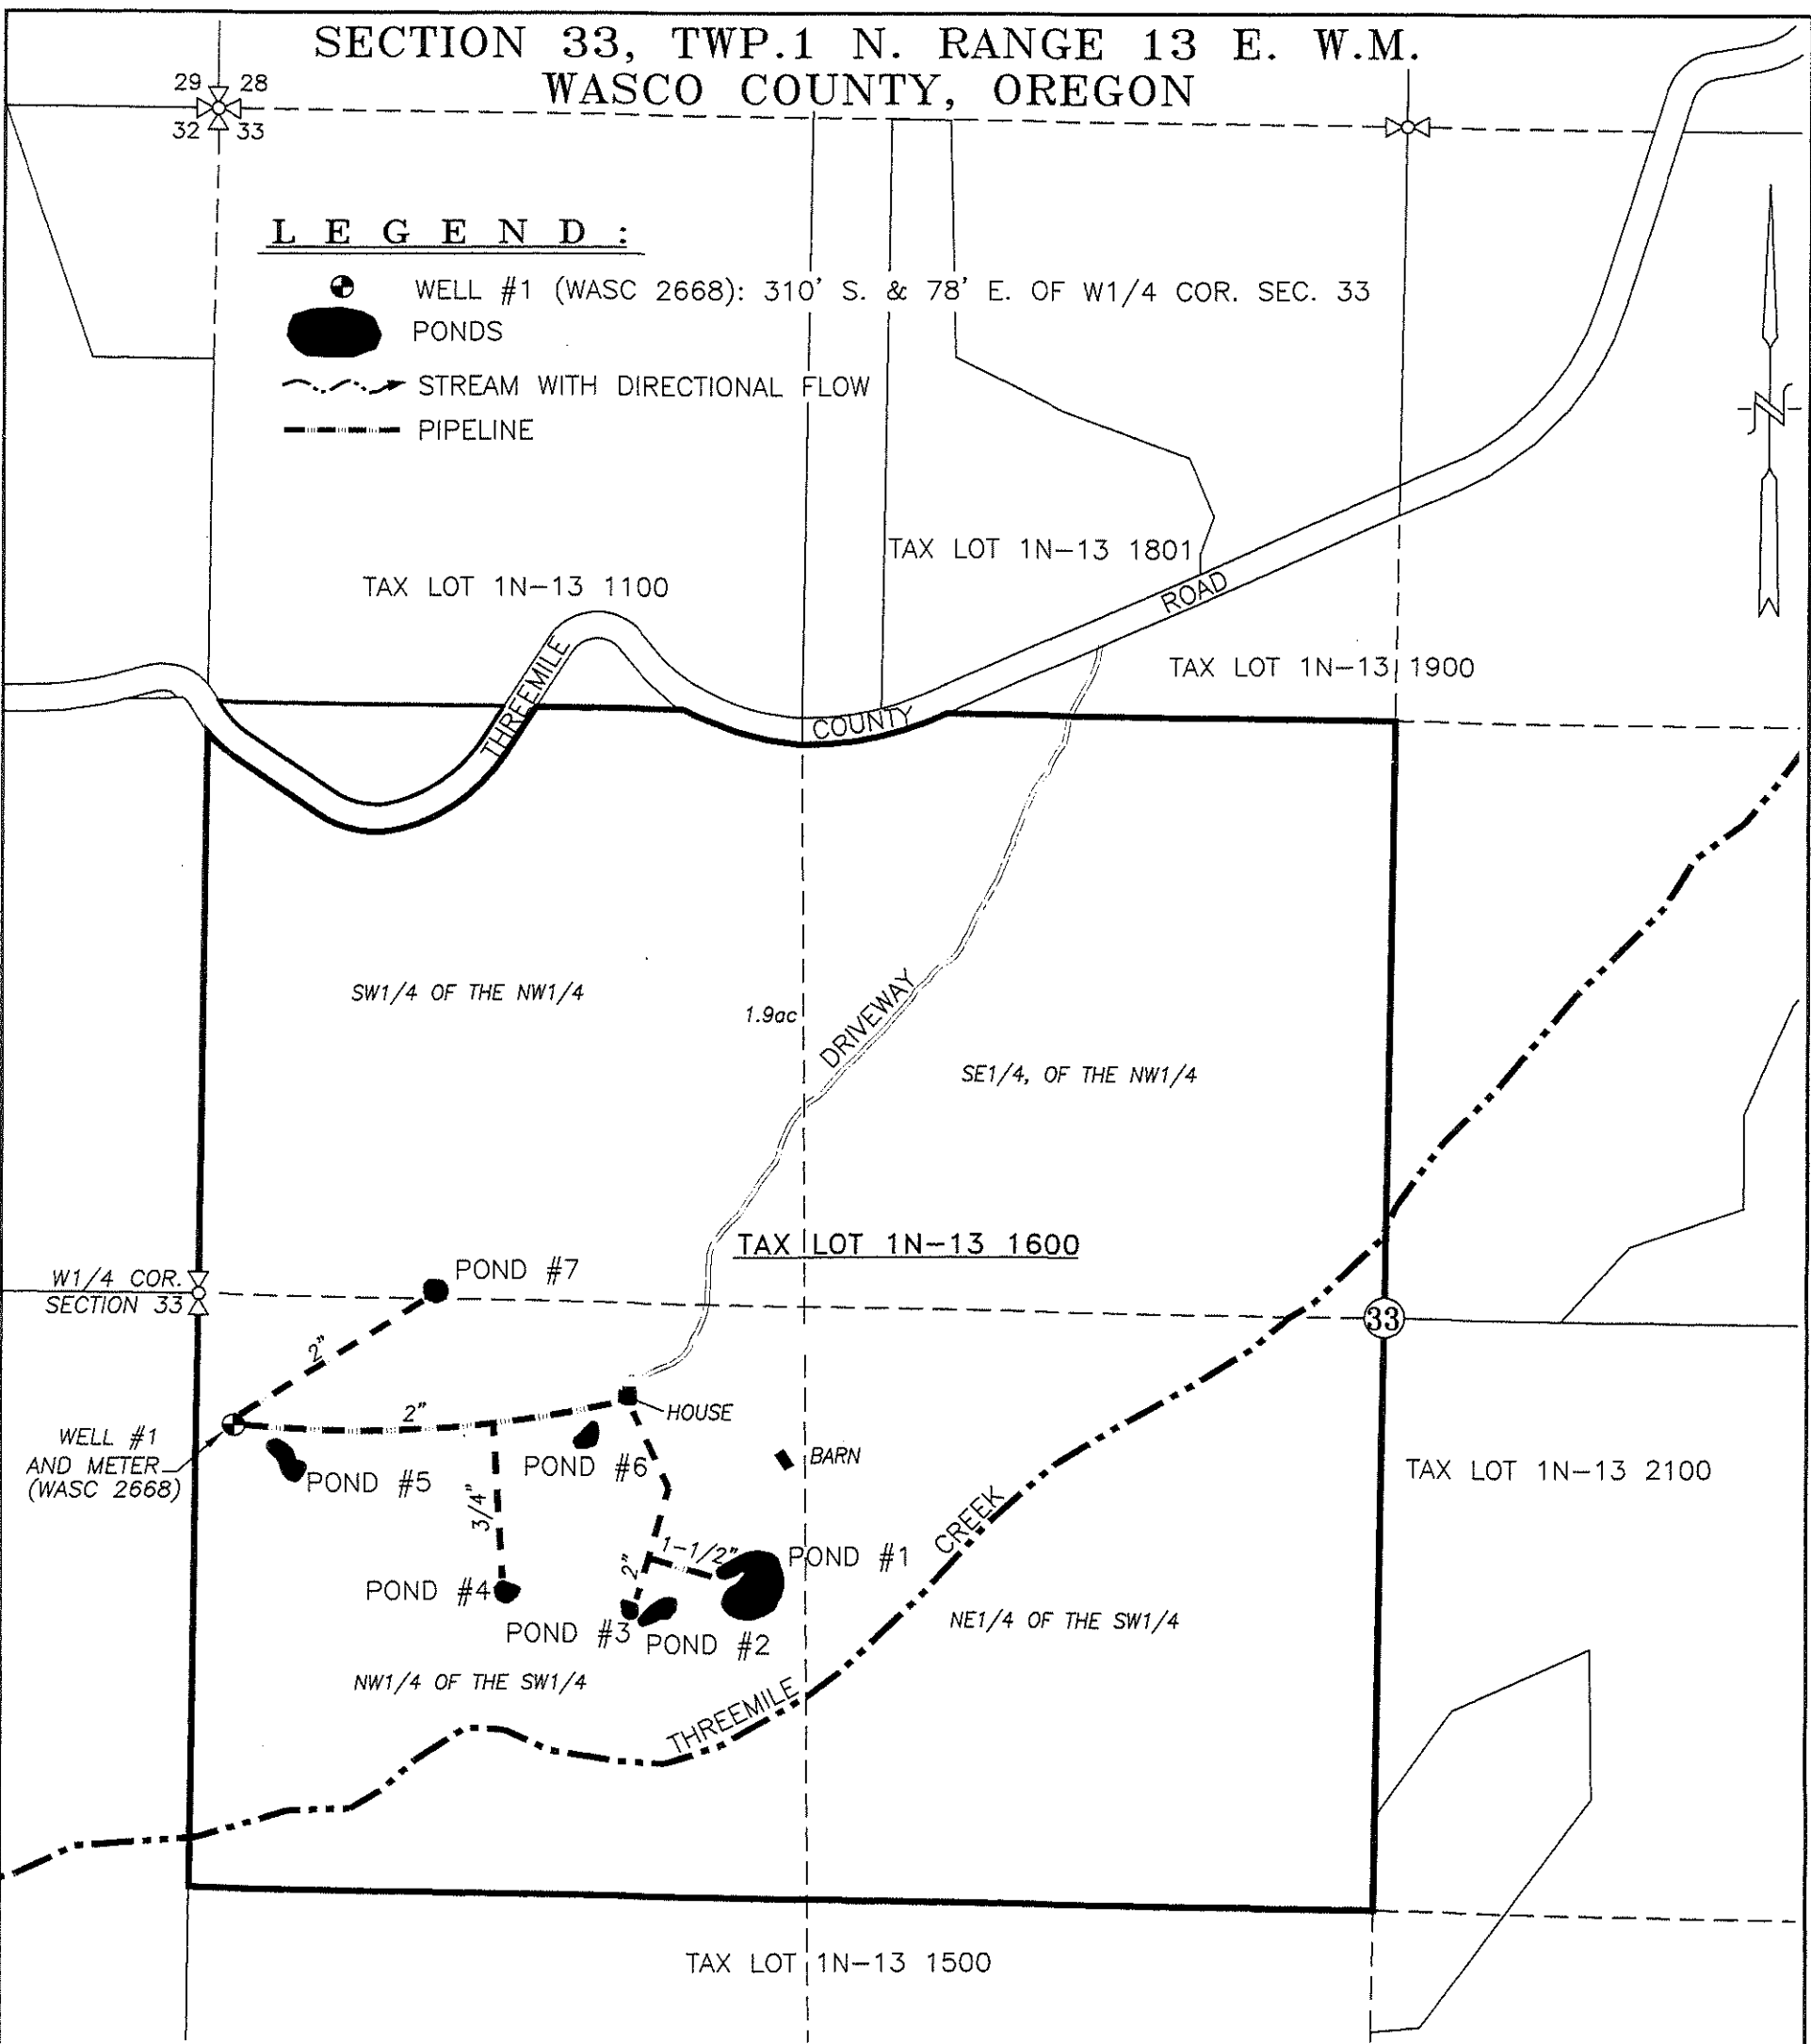 SECTION 33, TWP.1 N. RANGE 13 E. W.M.
WASCO COUNTY, OREGON
29 28
32 33
LEGEND:
WELL #1 (WASC 2668): 310' S. & 78' E. OF W1/4 COR. SEC. 33
PONDS
STREAM WITH DIRECTIONAL FLOW
PIPELINE
N
TAX LOT 1N-13 1801
TAX LOT 1N-13 1100
ROAD
THREEMILE
TAX LOT 1N-13 1900
COUNTY
SW1/4 OF THE NW1/4
1.9ac
DRIVEWAY
SE1/4, OF THE NW1/4
TAX LOT 1N-13 1600
W1/4 COR.
SECTION 33
POND #7
33
2"
2"
HOUSE
WELL #1
AND METER
(WASC 2668)
POND #5
POND #6
BARN
TAX LOT 1N-13 2100
3/4"
CREEK
1-1/2"
2"
POND #1
POND #4
POND #3
POND #2
NE1/4 OF THE SW1/4
NW1/4 OF THE SW1/4
THREEMILE
TAX LOT 1N-13 1500